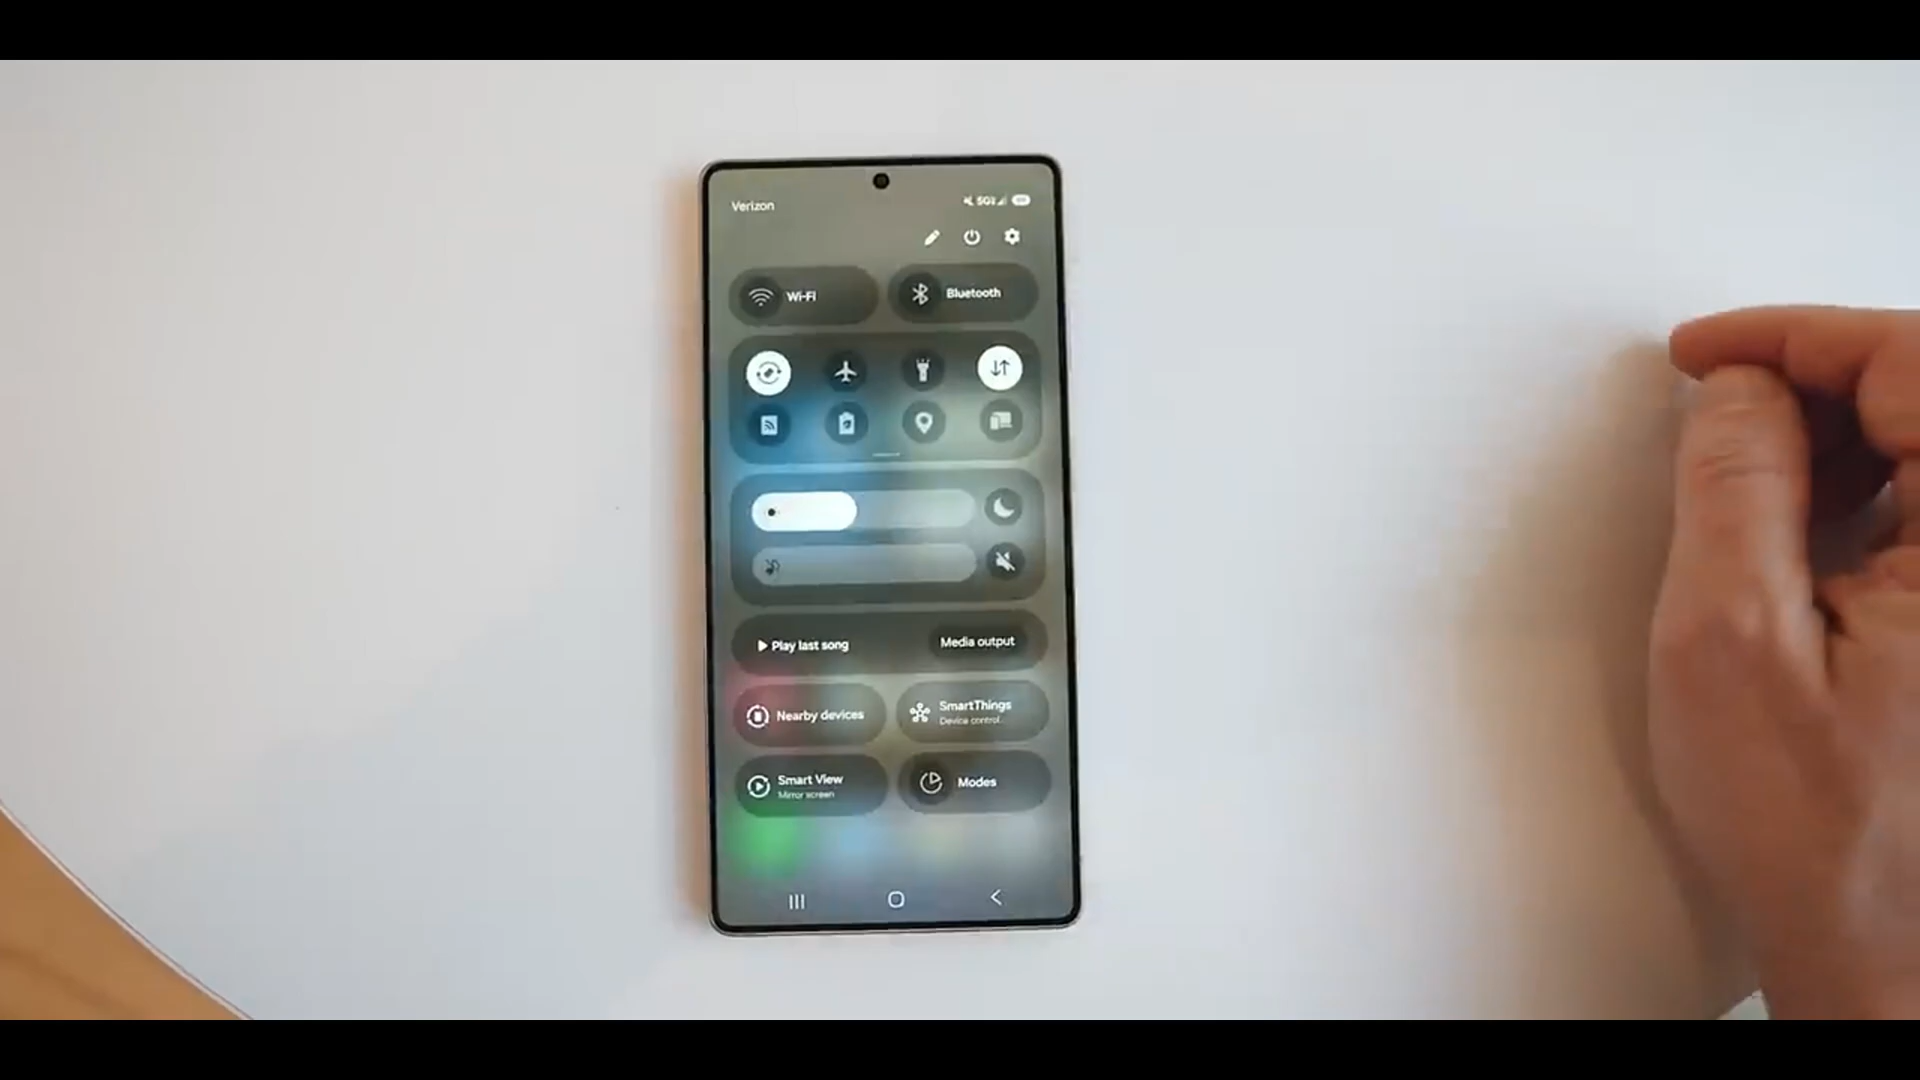 Verizon
5G
Wi-Fi
Bluetooth
Play last song
Media output
Nearby devices
SmartThings
Device control..
Smart View
Mirror screen
Modes